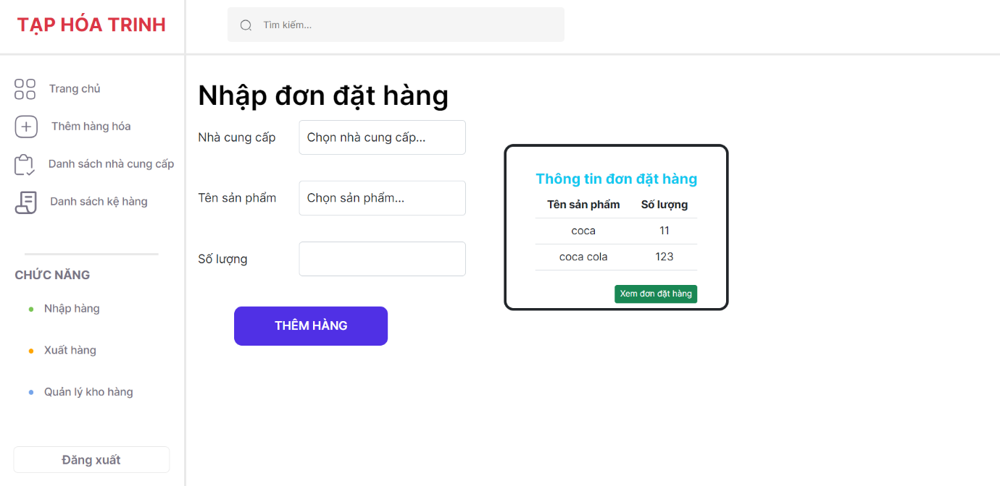 TẠP HÓA TRINH
Tìm kiếm...
Trang chủ
Thêm hàng hóa
Danh sách nhà cung cấp
Danh sách kệ hàng
CHỨC NĂNG
Nhập hàng
Xuất hàng
Quản lý kho hàng
Đăng xuất
Nhập đơn đặt hàng
Nhà cung cấp
Chọn nhà cung cấp...
Tên sản phẩm
Chọn sản phẩm...
Số lượng
THÊM HÀNG
Thông tin đơn đặt hàng
Tên sản phẩm Số lượng
coca 11
coca cola 123
Xem đơn đặt hàng